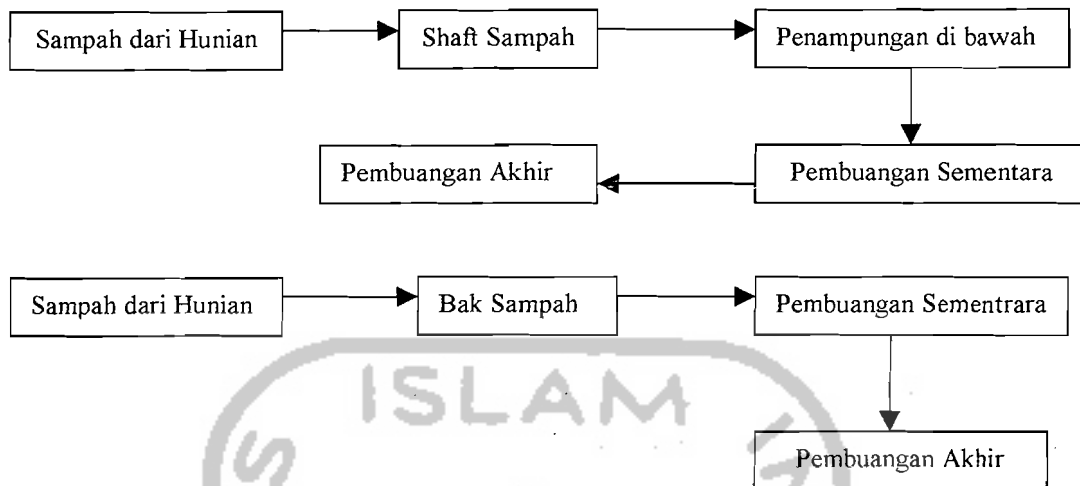 Sampah dari Hunian
Shaft Sampah
Penampungan di bawah
Pembuangan Sementara
Pembuangan Akhir
Sampah dari Hunian
Bak Sampah
Pembuangan Sementrara
Pembuangan Akhir
ISLAM